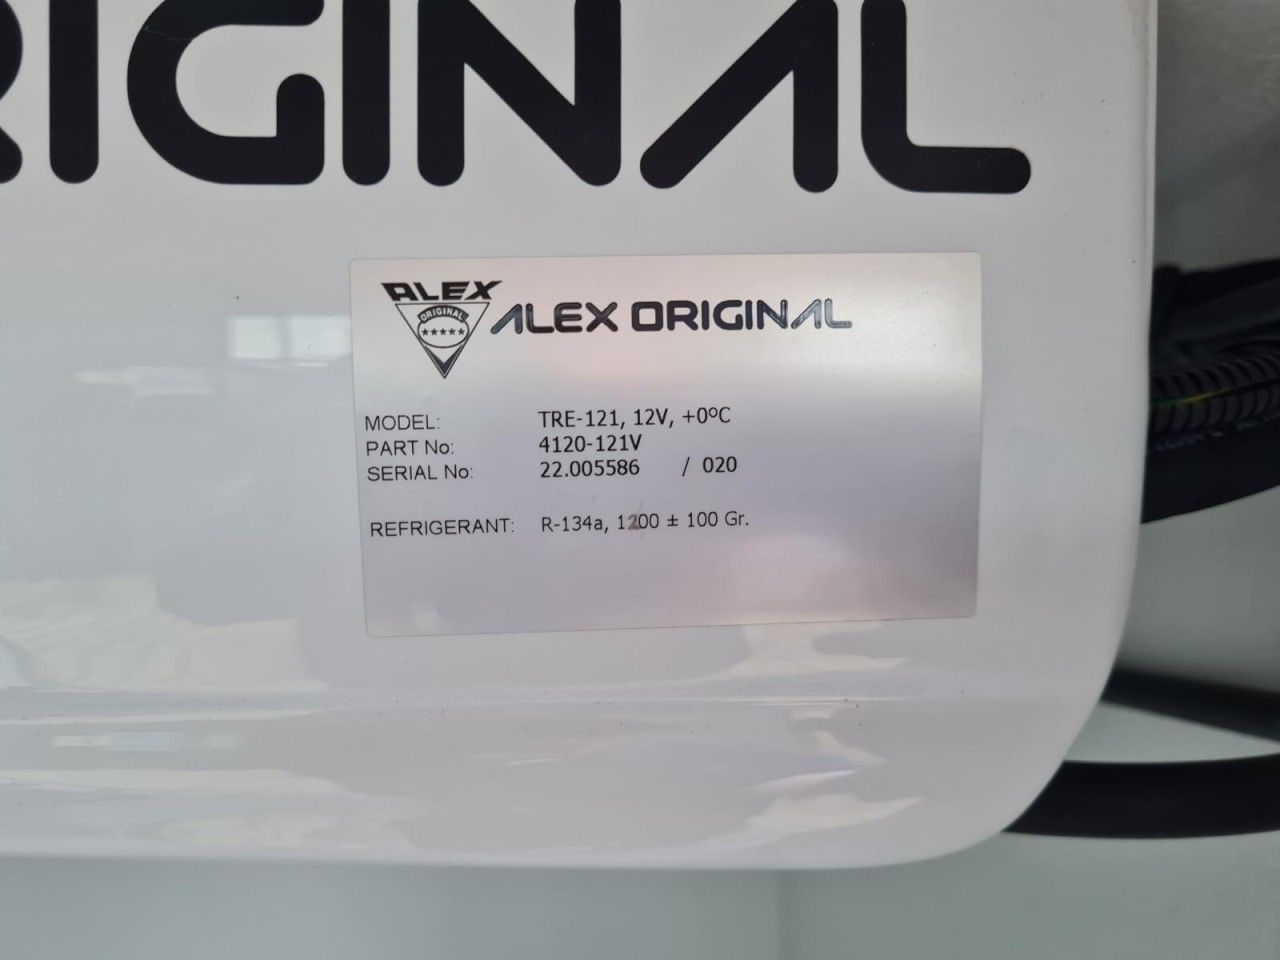 RIGINAL
ALEX
ORIGINAL
ALEX ORIGINAL
MODEL: TRE-121, 12V, +0ºC
PART No: 4120-121V
SERIAL No: 22.005586 / 020
REFRIGERANT: R-134a, 1200 ± 100 Gr.